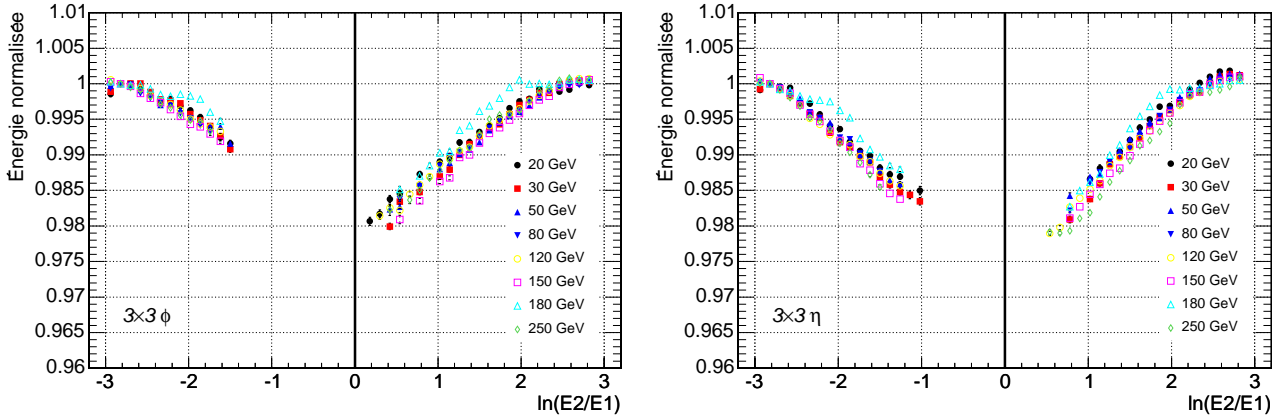 Énergie normalisée
1.01
1.005
1
0.995
0.99
0.985
0.98
0.975
0.97
0.965
0.96
-3 -2 -1 0 1 2 3
ln(E2/E1)
20 GeV
30 GeV
50 GeV
80 GeV
120 GeV
150 GeV
180 GeV
250 GeV
3×3 ϕ
Énergie normalisée
1.01
1.005
1
0.995
0.99
0.985
0.98
0.975
0.97
0.965
0.96
-3 -2 -1 0 1 2 3
ln(E2/E1)
20 GeV
30 GeV
50 GeV
80 GeV
120 GeV
150 GeV
180 GeV
250 GeV
3×3 η